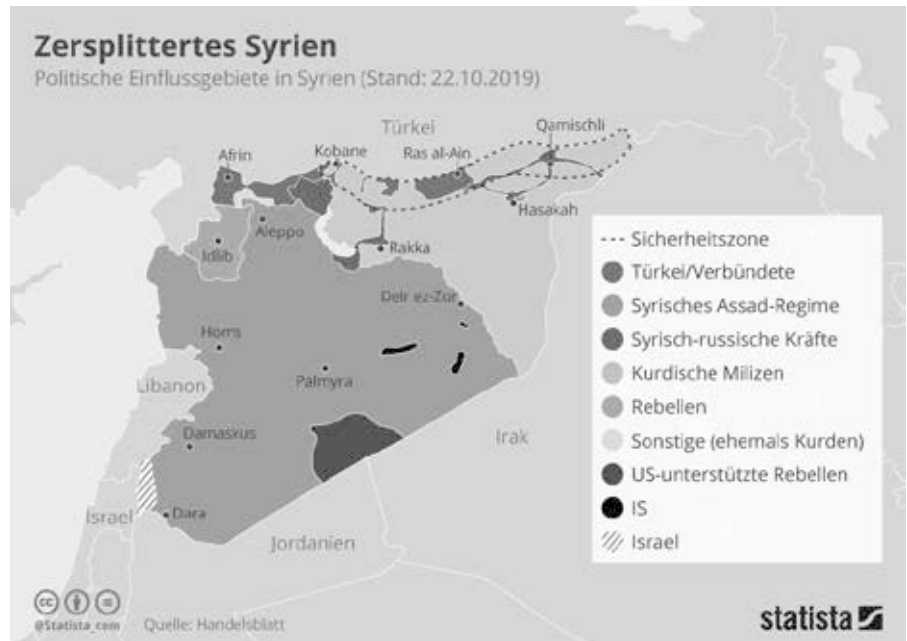 Zersplittertes Syrien
Politische Einflussgebiete in Syrien (Stand: 22.10.2019)
Türkei
Qamischli
Afrin
Kobane
Ras al-Ain
Hasakah
Aleppo
Idlib
Rakka
Deir ez-Zor
Homs
Palmyra
Libanon
Damaskus
Irak
Israel
Dara
Jordanien
Sicherheitszone
Türkei/Verbündete
Syrisches Assad-Regime
Syrisch-russische Kräfte
Kurdische Milizen
Rebellen
Sonstige (ehemals Kurden)
US-unterstützte Rebellen
IS
Israel
cc
@Statista_com
Quelle: Handelsblatt
statista